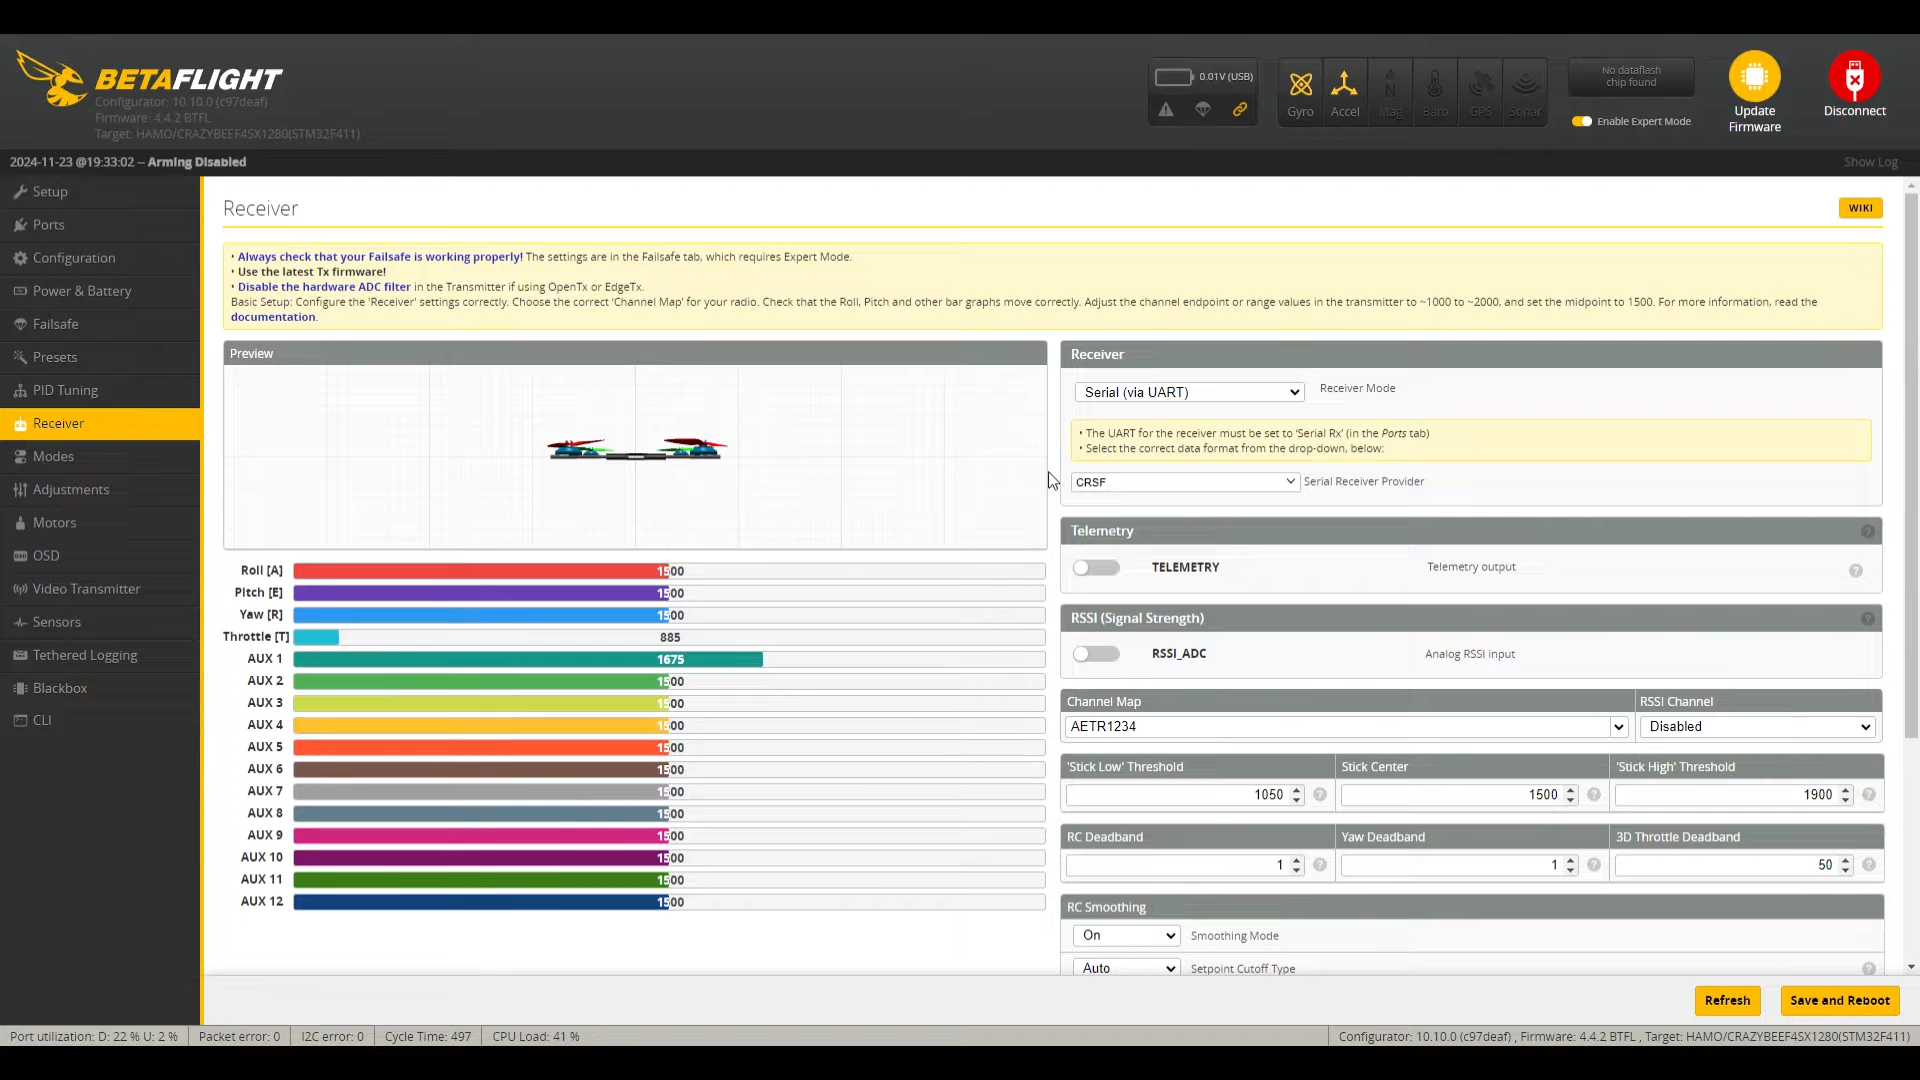 BETAFLIGHT
Configurator: 10.10.0 (c97deaf)
Firmware: 4.4.2 BTFL
Target: HAMO/CRAZYBEEF4SX1280(STM32F411)
0.01V (USB)
Gyro
Accel
Mag
Baro
GPS
Sonar
No dataflash
chip found
Enable Expert Mode
Update
Firmware
Disconnect
2024-11-23 @19:33:02 -- Arming Disabled
Show Log
Setup
Ports
Configuration
Power & Battery
Failsafe
Presets
PID Tuning
Receiver
Modes
Adjustments
Motors
OSD
Video Transmitter
Sensors
Tethered Logging
Blackbox
CLI
Receiver
WIKI
• Always check that your Failsafe is working properly! The settings are in the Failsafe tab, which requires Expert Mode.
• Use the latest Tx firmware!
• Disable the hardware ADC filter in the Transmitter if using OpenTx or EdgeTx.
Basic Setup: Configure the 'Receiver' settings correctly. Choose the correct 'Channel Map' for your radio. Check that the Roll, Pitch and other bar graphs move correctly. Adjust the channel endpoint or range values in the transmitter to ~1000 to ~2000, and set the midpoint to 1500. For more information, read the
documentation.
Preview
Roll [A] 1500
Pitch [E] 1500
Yaw [R] 1500
Throttle [T] 885
AUX 1 1675
AUX 2 1500
AUX 3 1500
AUX 4 1500
AUX 5 1500
AUX 6 1500
AUX 7 1500
AUX 8 1500
AUX 9 1500
AUX 10 1500
AUX 11 1500
AUX 12 1500
Receiver
Serial (via UART) Receiver Mode
• The UART for the receiver must be set to 'Serial Rx' (in the Ports tab)
• Select the correct data format from the drop-down, below:
CRSF Serial Receiver Provider
Telemetry
TELEMETRY Telemetry output
RSSI (Signal Strength)
RSSI_ADC Analog RSSI input
Channel Map RSSI Channel
AETR1234 Disabled
'Stick Low' Threshold Stick Center 'Stick High' Threshold
1050 1500 1900
RC Deadband Yaw Deadband 3D Throttle Deadband
1 1 50
RC Smoothing
On Smoothing Mode
Auto Setpoint Cutoff Type
Refresh
Save and Reboot
Port utilization: D: 22 % U: 2 % Packet error: 0 I2C error: 0 Cycle Time: 497 CPU Load: 41 % Configurator: 10.10.0 (c97deaf) , Firmware: 4.4.2 BTFL , Target: HAMO/CRAZYBEEF4SX1280(STM32F411)